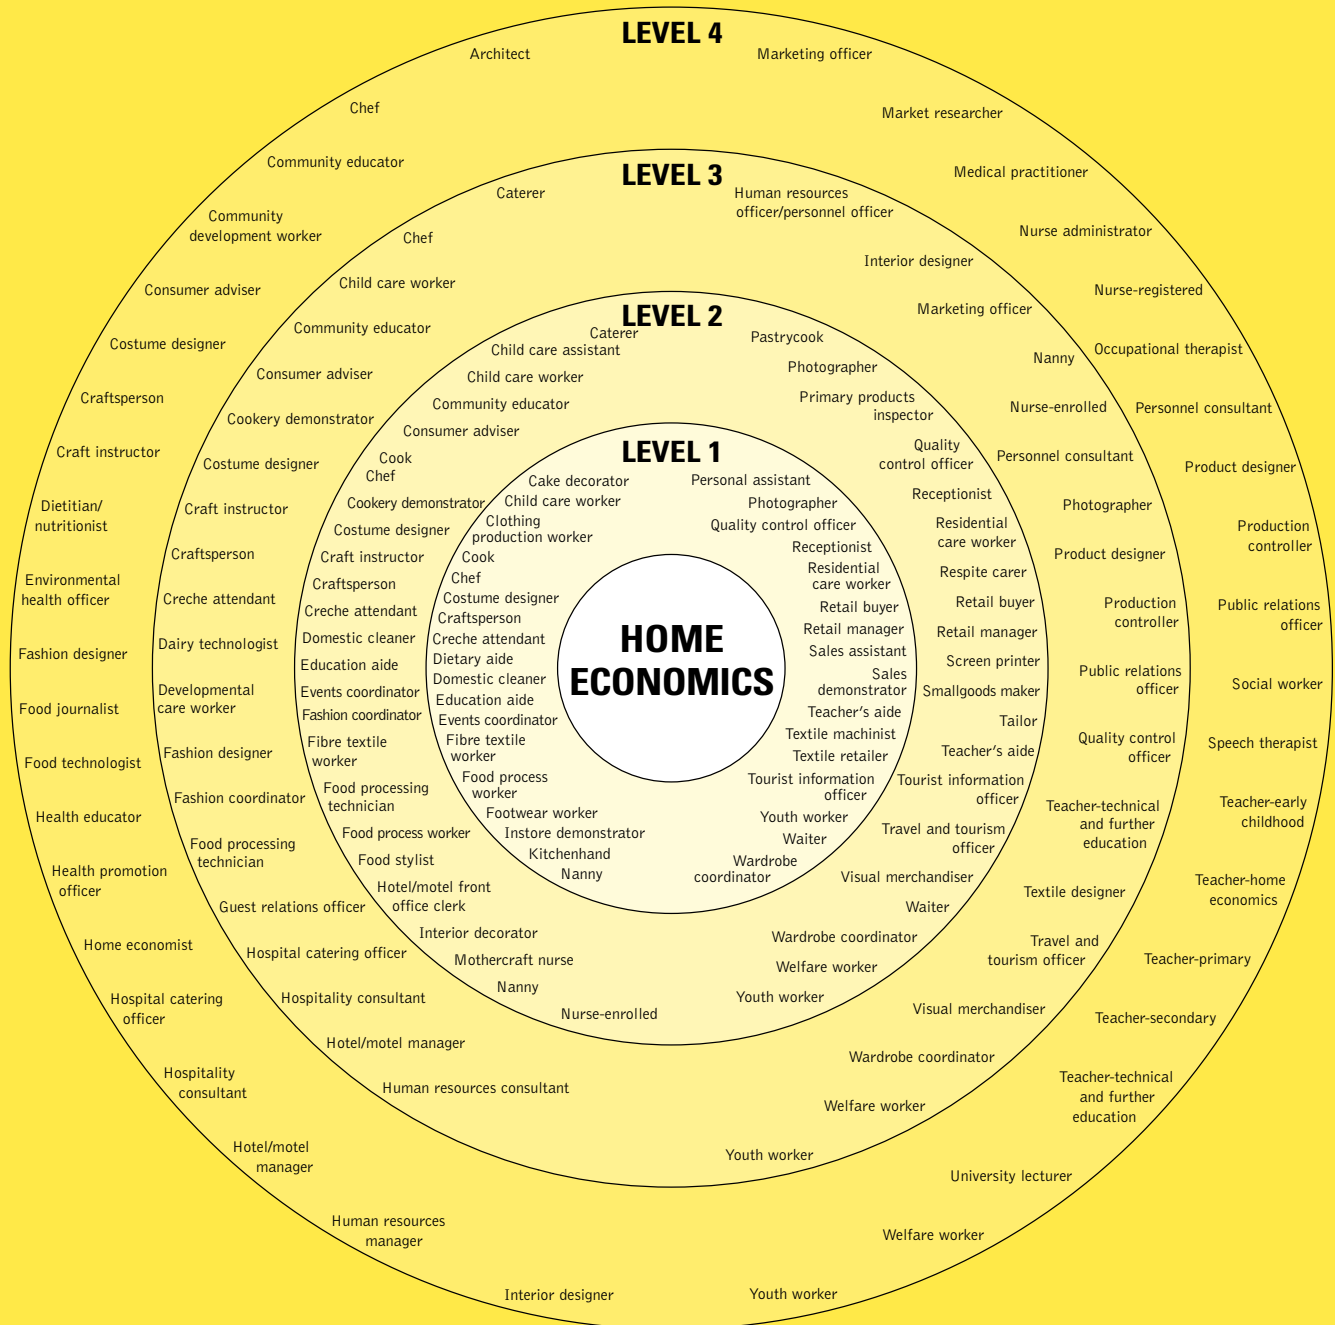 LEVEL 4
Architect
Chef
Community educator
Community
development worker
Consumer adviser
Costume designer
Craftsperson
Craft instructor
Dietitian/
nutritionist
Environmental
health officer
Fashion designer
Food journalist
Food technologist
Health educator
Health promotion
officer
Home economist
Hospital catering
officer
Hospitality
consultant
Hotel/motel
manager
Human resources
manager
Interior designer
Marketing officer
Market researcher
Medical practitioner
Nurse administrator
Nurse-registered
Occupational therapist
Personnel consultant
Product designer
Production
controller
Public relations
officer
Social worker
Speech therapist
Teacher-early
childhood
Teacher-home
economics
Teacher-primary
Teacher-secondary
Teacher-technical
and further
education
University lecturer
Welfare worker
Youth worker
LEVEL 3
Caterer
Chef
Child care worker
Community educator
Consumer adviser
Cookery demonstrator
Costume designer
Craft instructor
Craftsperson
Creche attendant
Dairy technologist
Developmental
care worker
Fashion designer
Fashion coordinator
Food processing
technician
Guest relations officer
Hospital catering officer
Hospitality consultant
Hotel/motel manager
Human resources consultant
Human resources
officer/personnel officer
Interior designer
Marketing officer
Nanny
Nurse-enrolled
Personnel consultant
Photographer
Product designer
Production
controller
Public relations
officer
Quality control
officer
Teacher-technical
and further
education
Textile designer
Travel and
tourism officer
Visual merchandiser
Wardrobe coordinator
Welfare worker
Youth worker
LEVEL 2
Caterer
Child care assistant
Child care worker
Community educator
Consumer adviser
Cook
Chef
Cookery demonstrator
Costume designer
Craft instructor
Craftsperson
Creche attendant
Domestic cleaner
Education aide
Events coordinator
Fashion coordinator
Fibre textile
worker
Food processing
technician
Food process worker
Food stylist
Hotel/motel front
office clerk
Interior decorator
Mothercraft nurse
Nanny
Nurse-enrolled
Pastrycook
Photographer
Primary products
inspector
Quality
control officer
Receptionist
Residential
care worker
Respite carer
Retail buyer
Retail manager
Screen printer
Smallgoods maker
Tailor
Teacher's aide
Tourist information
officer
Travel and tourism
officer
Visual merchandiser
Waiter
Wardrobe coordinator
Welfare worker
Youth worker
LEVEL 1
Cake decorator
Child care worker
Clothing
production worker
Cook
Chef
Costume designer
Craftsperson
Creche attendant
Dietary aide
Domestic cleaner
Education aide
Events coordinator
Fibre textile
worker
Food process
worker
Footwear worker
Instore demonstrator
Kitchenhand
Nanny
Personal assistant
Photographer
Quality control officer
Receptionist
Residential
care worker
Retail buyer
Retail manager
Sales assistant
Sales
demonstrator
Teacher's aide
Textile machinist
Textile retailer
Tourist information
officer
Youth worker
Waiter
Wardrobe
coordinator
HOME
ECONOMICS